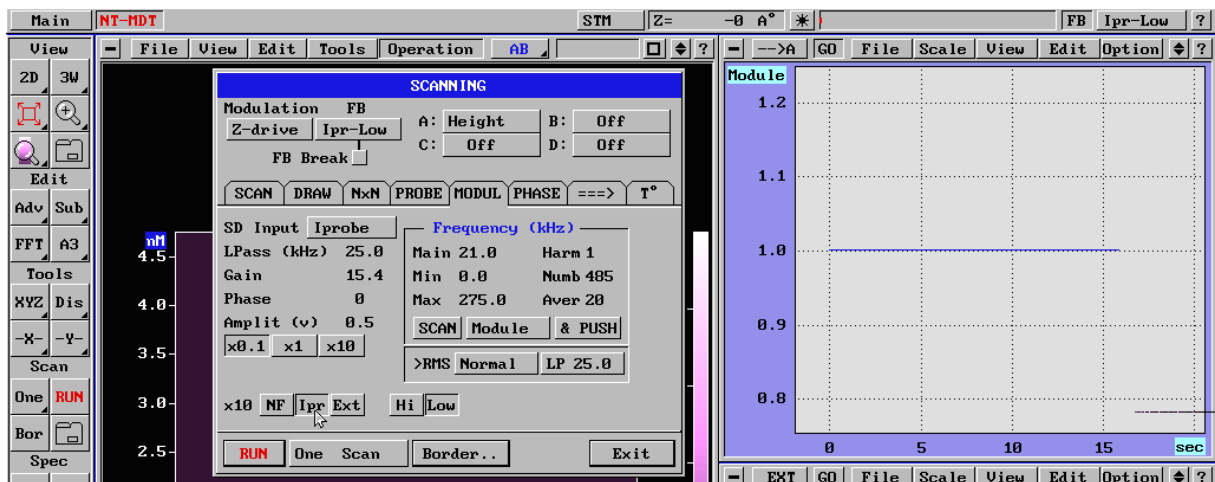 Main NT-MDT STM Z= -0 A° FB Ipr-Low ?
View
File View Edit Tools Operation AB ?
-->A GO File Scale View Edit Option ?
2D 3W
Edit
Adv Sub
FFT A3
Tools
XYZ Dis
-X- -Y-
Scan
One RUN
Bor
Spec
nM
4.5
4.0
3.5
3.0
2.5
SCANNING
Modulation FB
Z-drive Ipr-Low
FB Break
A: Height B: Off
C: Off D: Off
SCAN DRAW NxN PROBE MODUL PHASE ===> T°
SD Input Iprobe
LPass (kHz) 25.0
Gain 15.4
Phase 0
Amplit (v) 0.5
x0.1 x1 x10
Frequency (kHz)
Main 21.0 Harm 1
Min 0.0 Numb 485
Max 275.0 Aver 20
SCAN Module & PUSH
>RMS Normal LP 25.0
x10 NF Ipr Ext Hi Low
RUN One Scan Border.. Exit
Module
1.2
1.1
1.0
0.9
0.8
0 5 10 15 sec
EXT GO File Scale View Edit Option ?